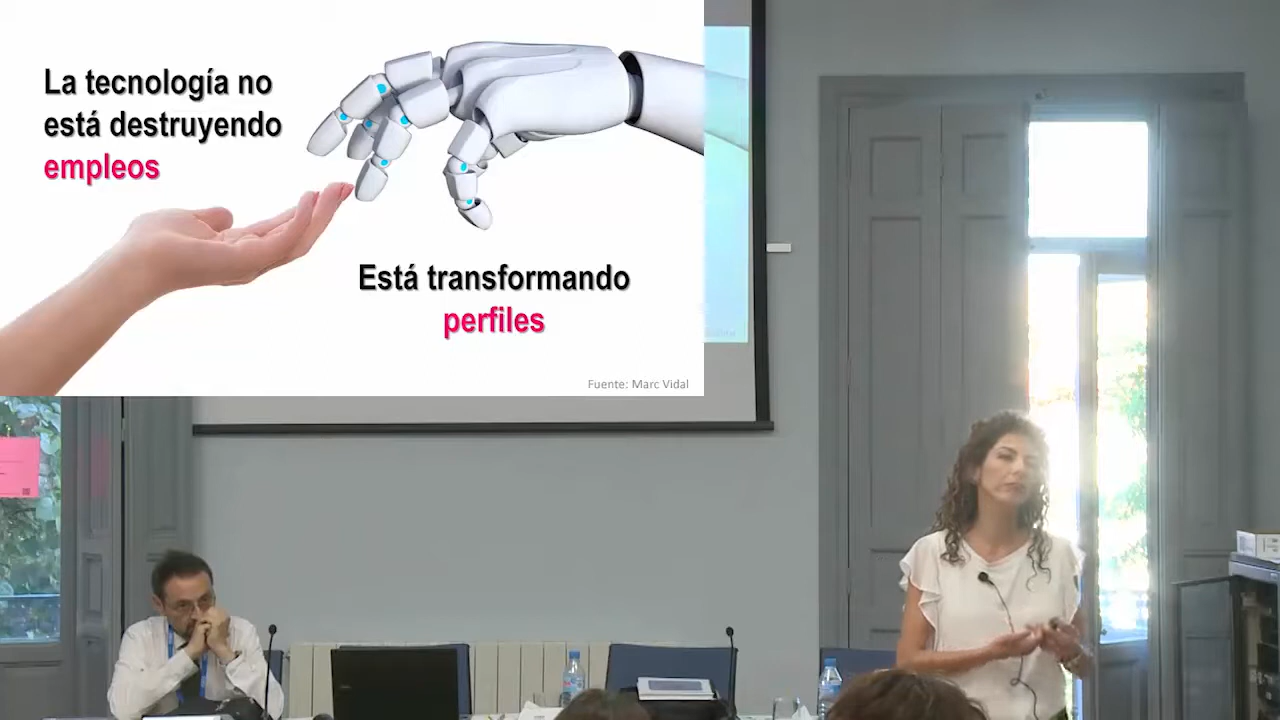 La tecnología no
está destruyendo
empleos
Está transformando
perfiles
Fuente: Marc Vidal